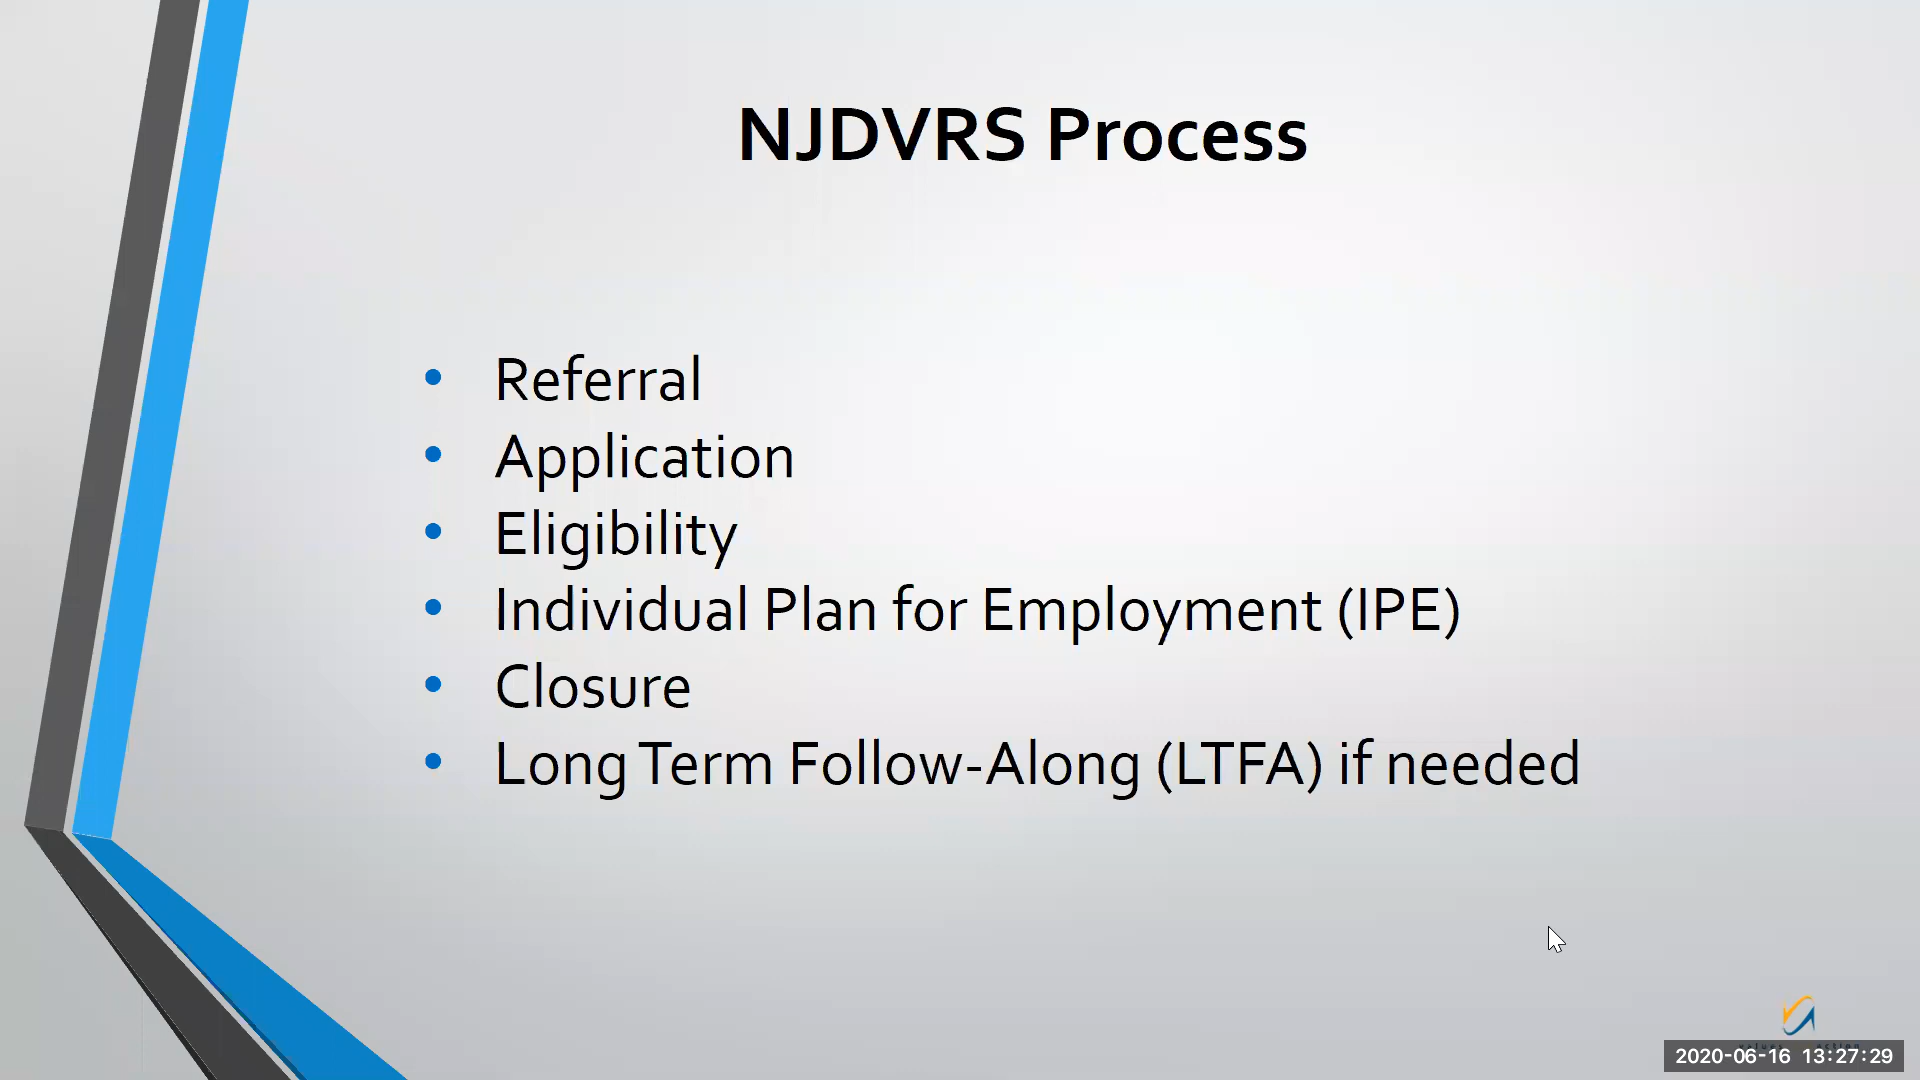 NJDVRS Process
• Referral
• Application
• Eligibility
• Individual Plan for Employment (IPE)
• Closure
• Long Term Follow-Along (LTFA) if needed
2020-06-16 13:27:29